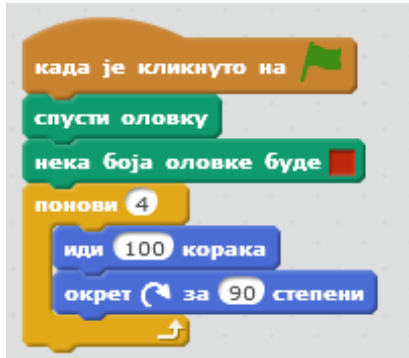 када је кликнуто на
спусти оловку
нека боја оловке буде
понови 4
иди 100 корака
окрет за 90 степени